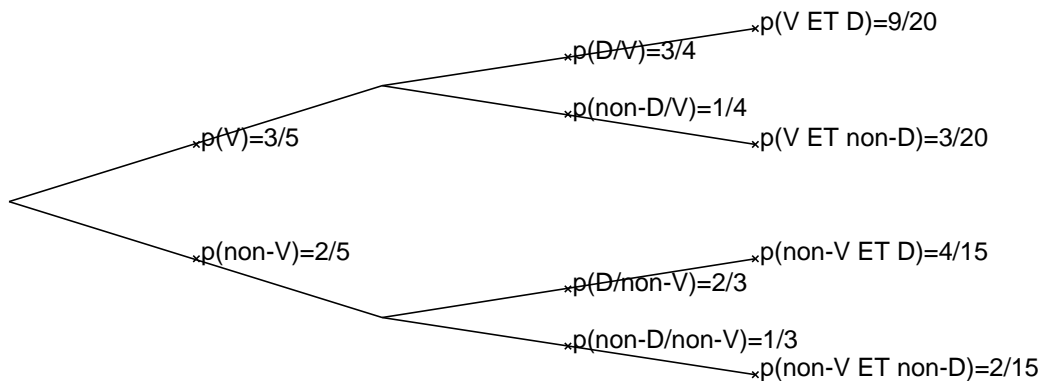 p(V ET D)=9/20
p(D/V)=3/4
p(non-D/V)=1/4
p(V)=3/5
p(V ET non-D)=3/20
p(non-V)=2/5
p(non-V ET D)=4/15
p(D/non-V)=2/3
p(non-D/non-V)=1/3
p(non-V ET non-D)=2/15